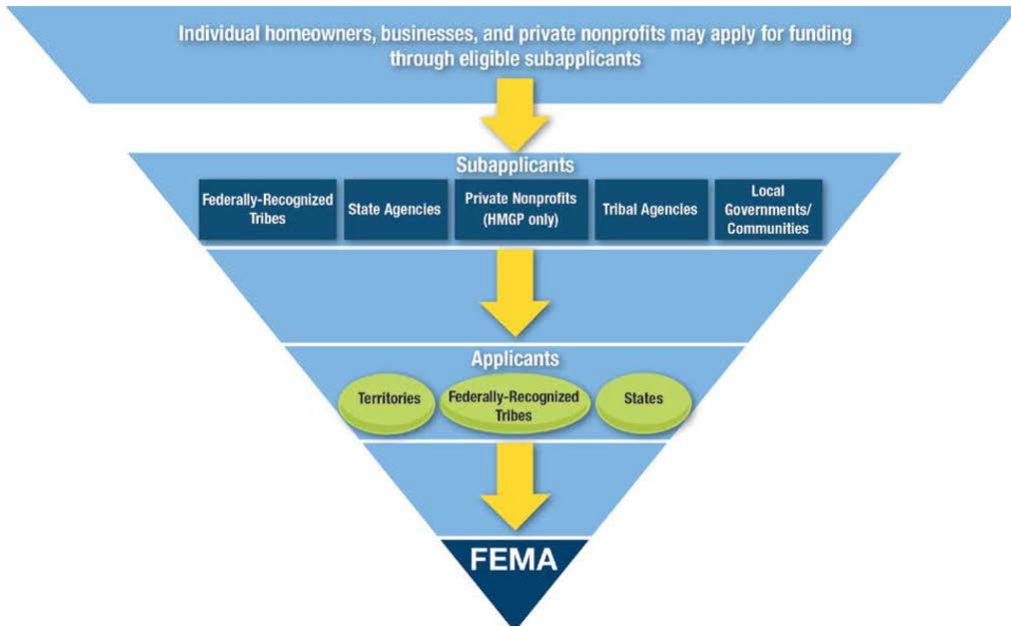 Individual homeowners, businesses, and private nonprofits may apply for funding
through eligible subapplicants
Subapplicants
Federally-Recognized
Tribes
State Agencies
Private Nonprofits
(HMGP only)
Tribal Agencies
Local
Governments/
Communities
Applicants
Territories
Federally-Recognized
Tribes
States
FEMA